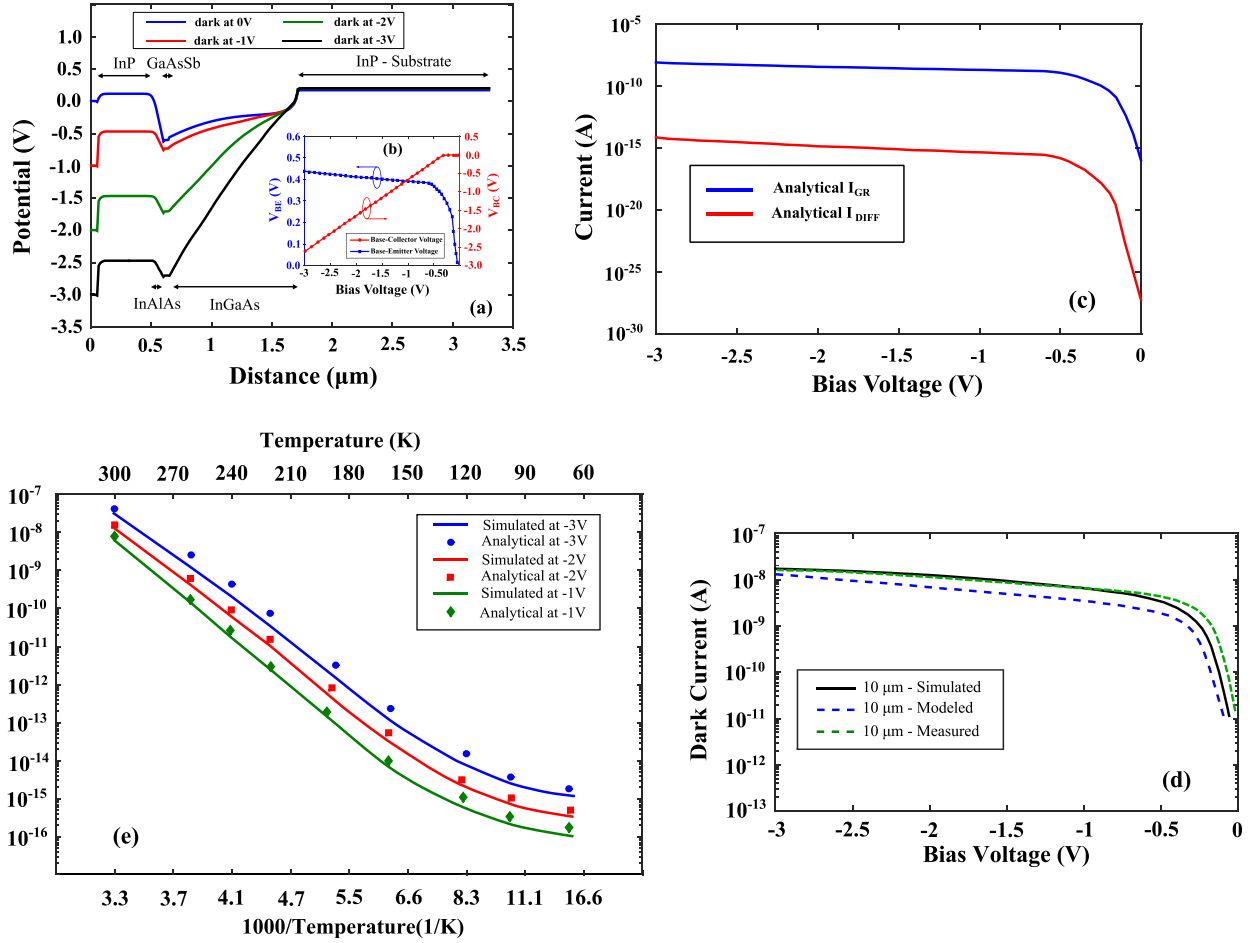 dark at 0V
dark at -2V
dark at -1V
dark at -3V
1.5
1.0
0.5
0.0
-0.5
-1.0
-1.5
-2.0
-2.5
-3.0
-3.5
Potential (V)
InP
GaAsSb
InP - Substrate
InAlAs
InGaAs
(a)
0
0.5
1
1.5
2
2.5
3
3.5
Distance (μm)
(b)
0.6
0.5
0.4
0.3
0.2
0.1
0.0
V_BE (V)
0.5
0.0
-0.5
-1.0
-1.5
-2.0
-2.5
-3.0
V_BC (V)
Base-Collector Voltage
Base-Emitter Voltage
-3
-2.5
-2
-1.5
-1
-0.5
Bias Voltage (V)
10^-5
10^-10
10^-15
10^-20
10^-25
10^-30
Current (A)
Analytical I_GR
Analytical I_DIFF
(c)
-3
-2.5
-2
-1.5
-1
-0.5
0
Bias Voltage (V)
Temperature (K)
300 270 240 210 180 150 120 90 60
10^-7
10^-8
10^-9
10^-10
10^-11
10^-12
10^-13
10^-14
10^-15
10^-16
Simulated at -3V
Analytical at -3V
Simulated at -2V
Analytical at -2V
Simulated at -1V
Analytical at -1V
(e)
3.3 3.7 4.1 4.7 5.5 6.6 8.3 11.1 16.6
1000/Temperature(1/K)
10^-7
10^-8
10^-9
10^-10
10^-11
10^-12
10^-13
Dark Current (A)
10 μm - Simulated
10 μm - Modeled
10 μm - Measured
(d)
-3
-2.5
-2
-1.5
-1
-0.5
0
Bias Voltage (V)